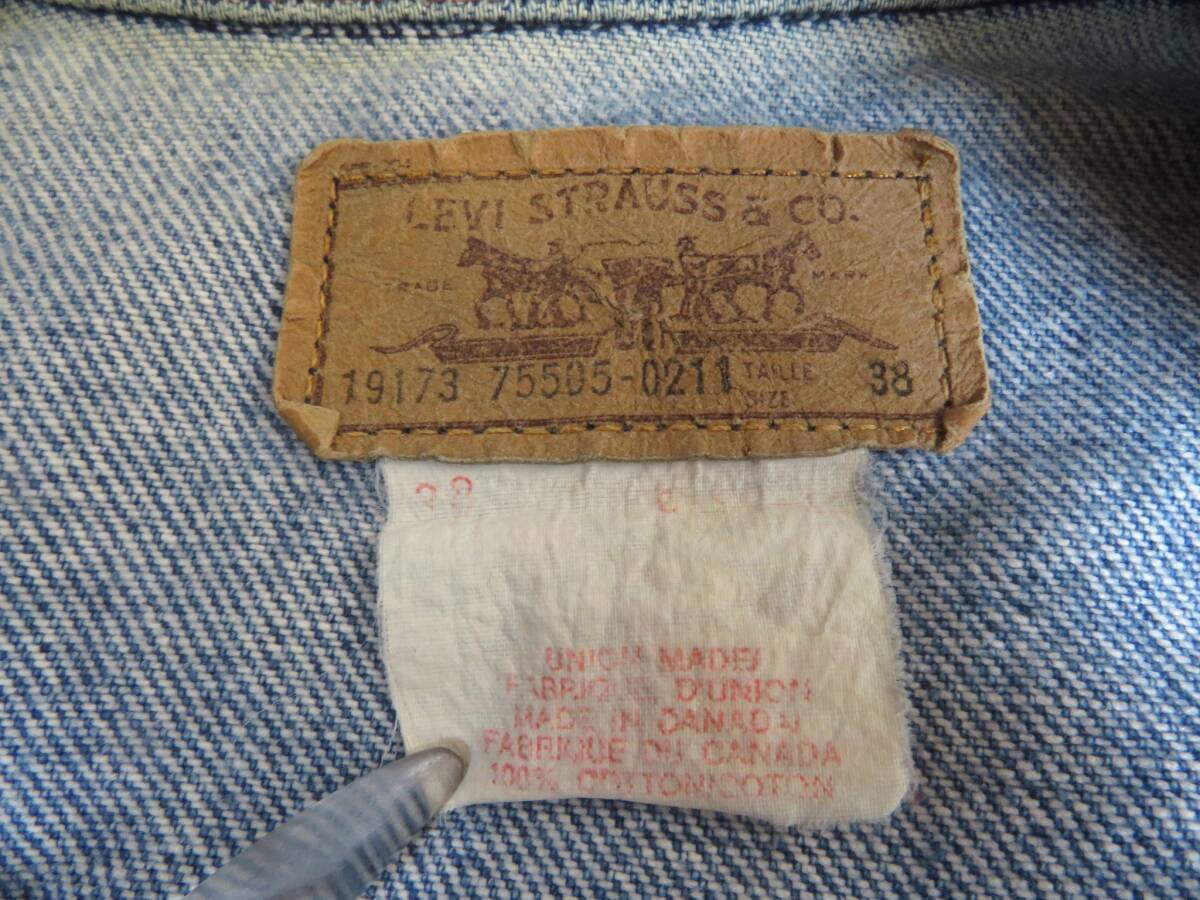 LEVI STRAUSS & CO.
TRADE MARK
19173 75505-0211 TAILLE SIZE 38
38
UNION MADE/
FABRIQUE D'UNION
MADE IN CANADA/
FABRIQUE DU CANADA
100% COTTON/COTON